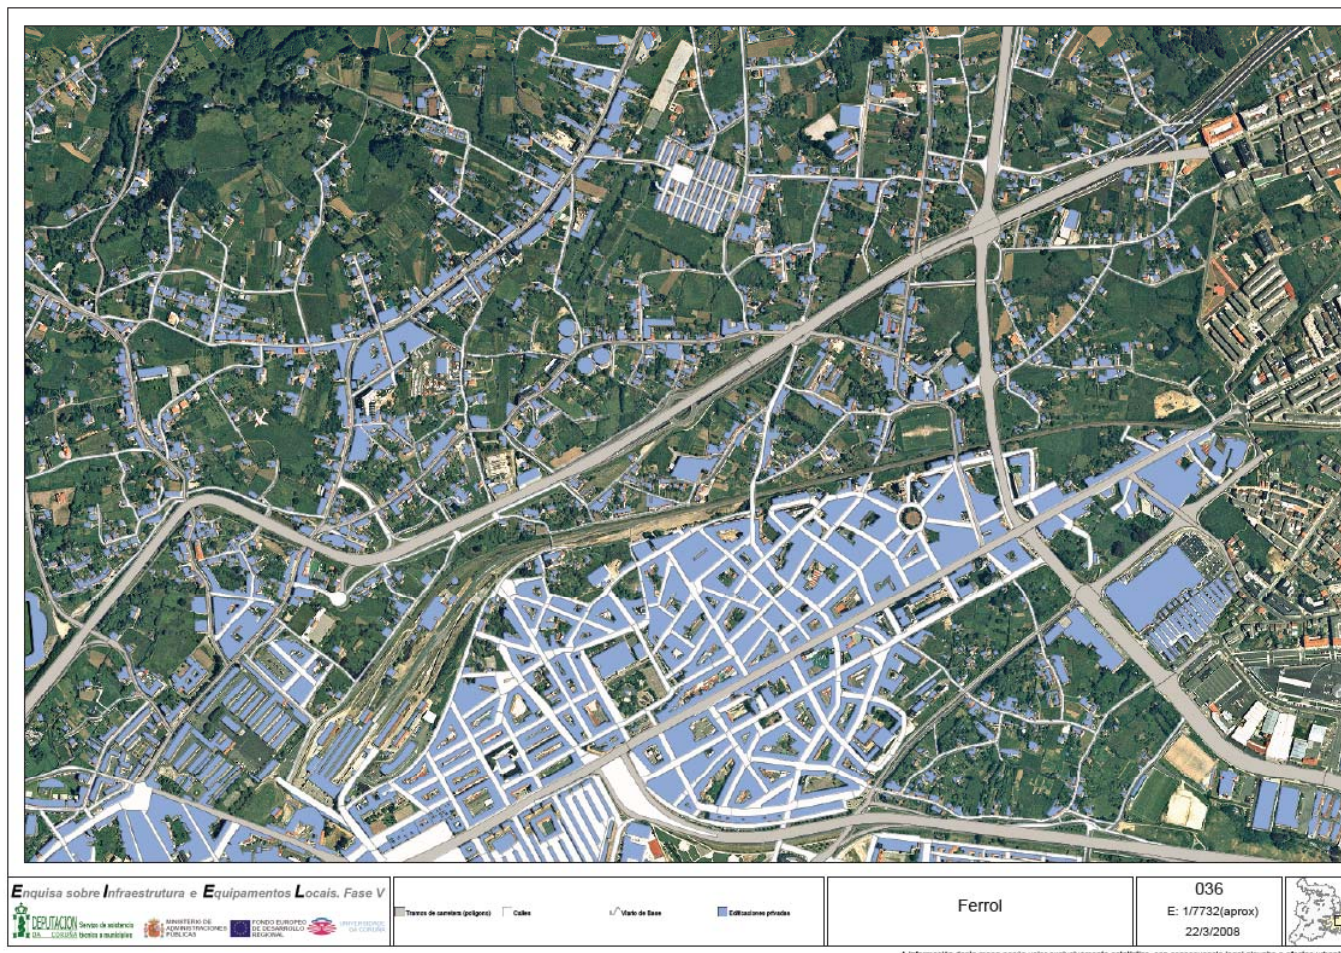 Enquisa sobre Infraestrutura e Equipamentos Locais. Fase V
DEPUTACIÓN
DA CORUÑA
Servizo de asistencia
técnica a municipios
MINISTERIO DE
ADMINISTRACIONES
PÚBLICAS
FONDO EUROPEO
DE DESARROLLO
REGIONAL
UNIVERSIDADE
DA CORUÑA
Tramos de carretera (polígono)
Calles
Viario de Base
Edificaciones privadas
Ferrol
036
E: 1/7732(aprox)
22/3/2008